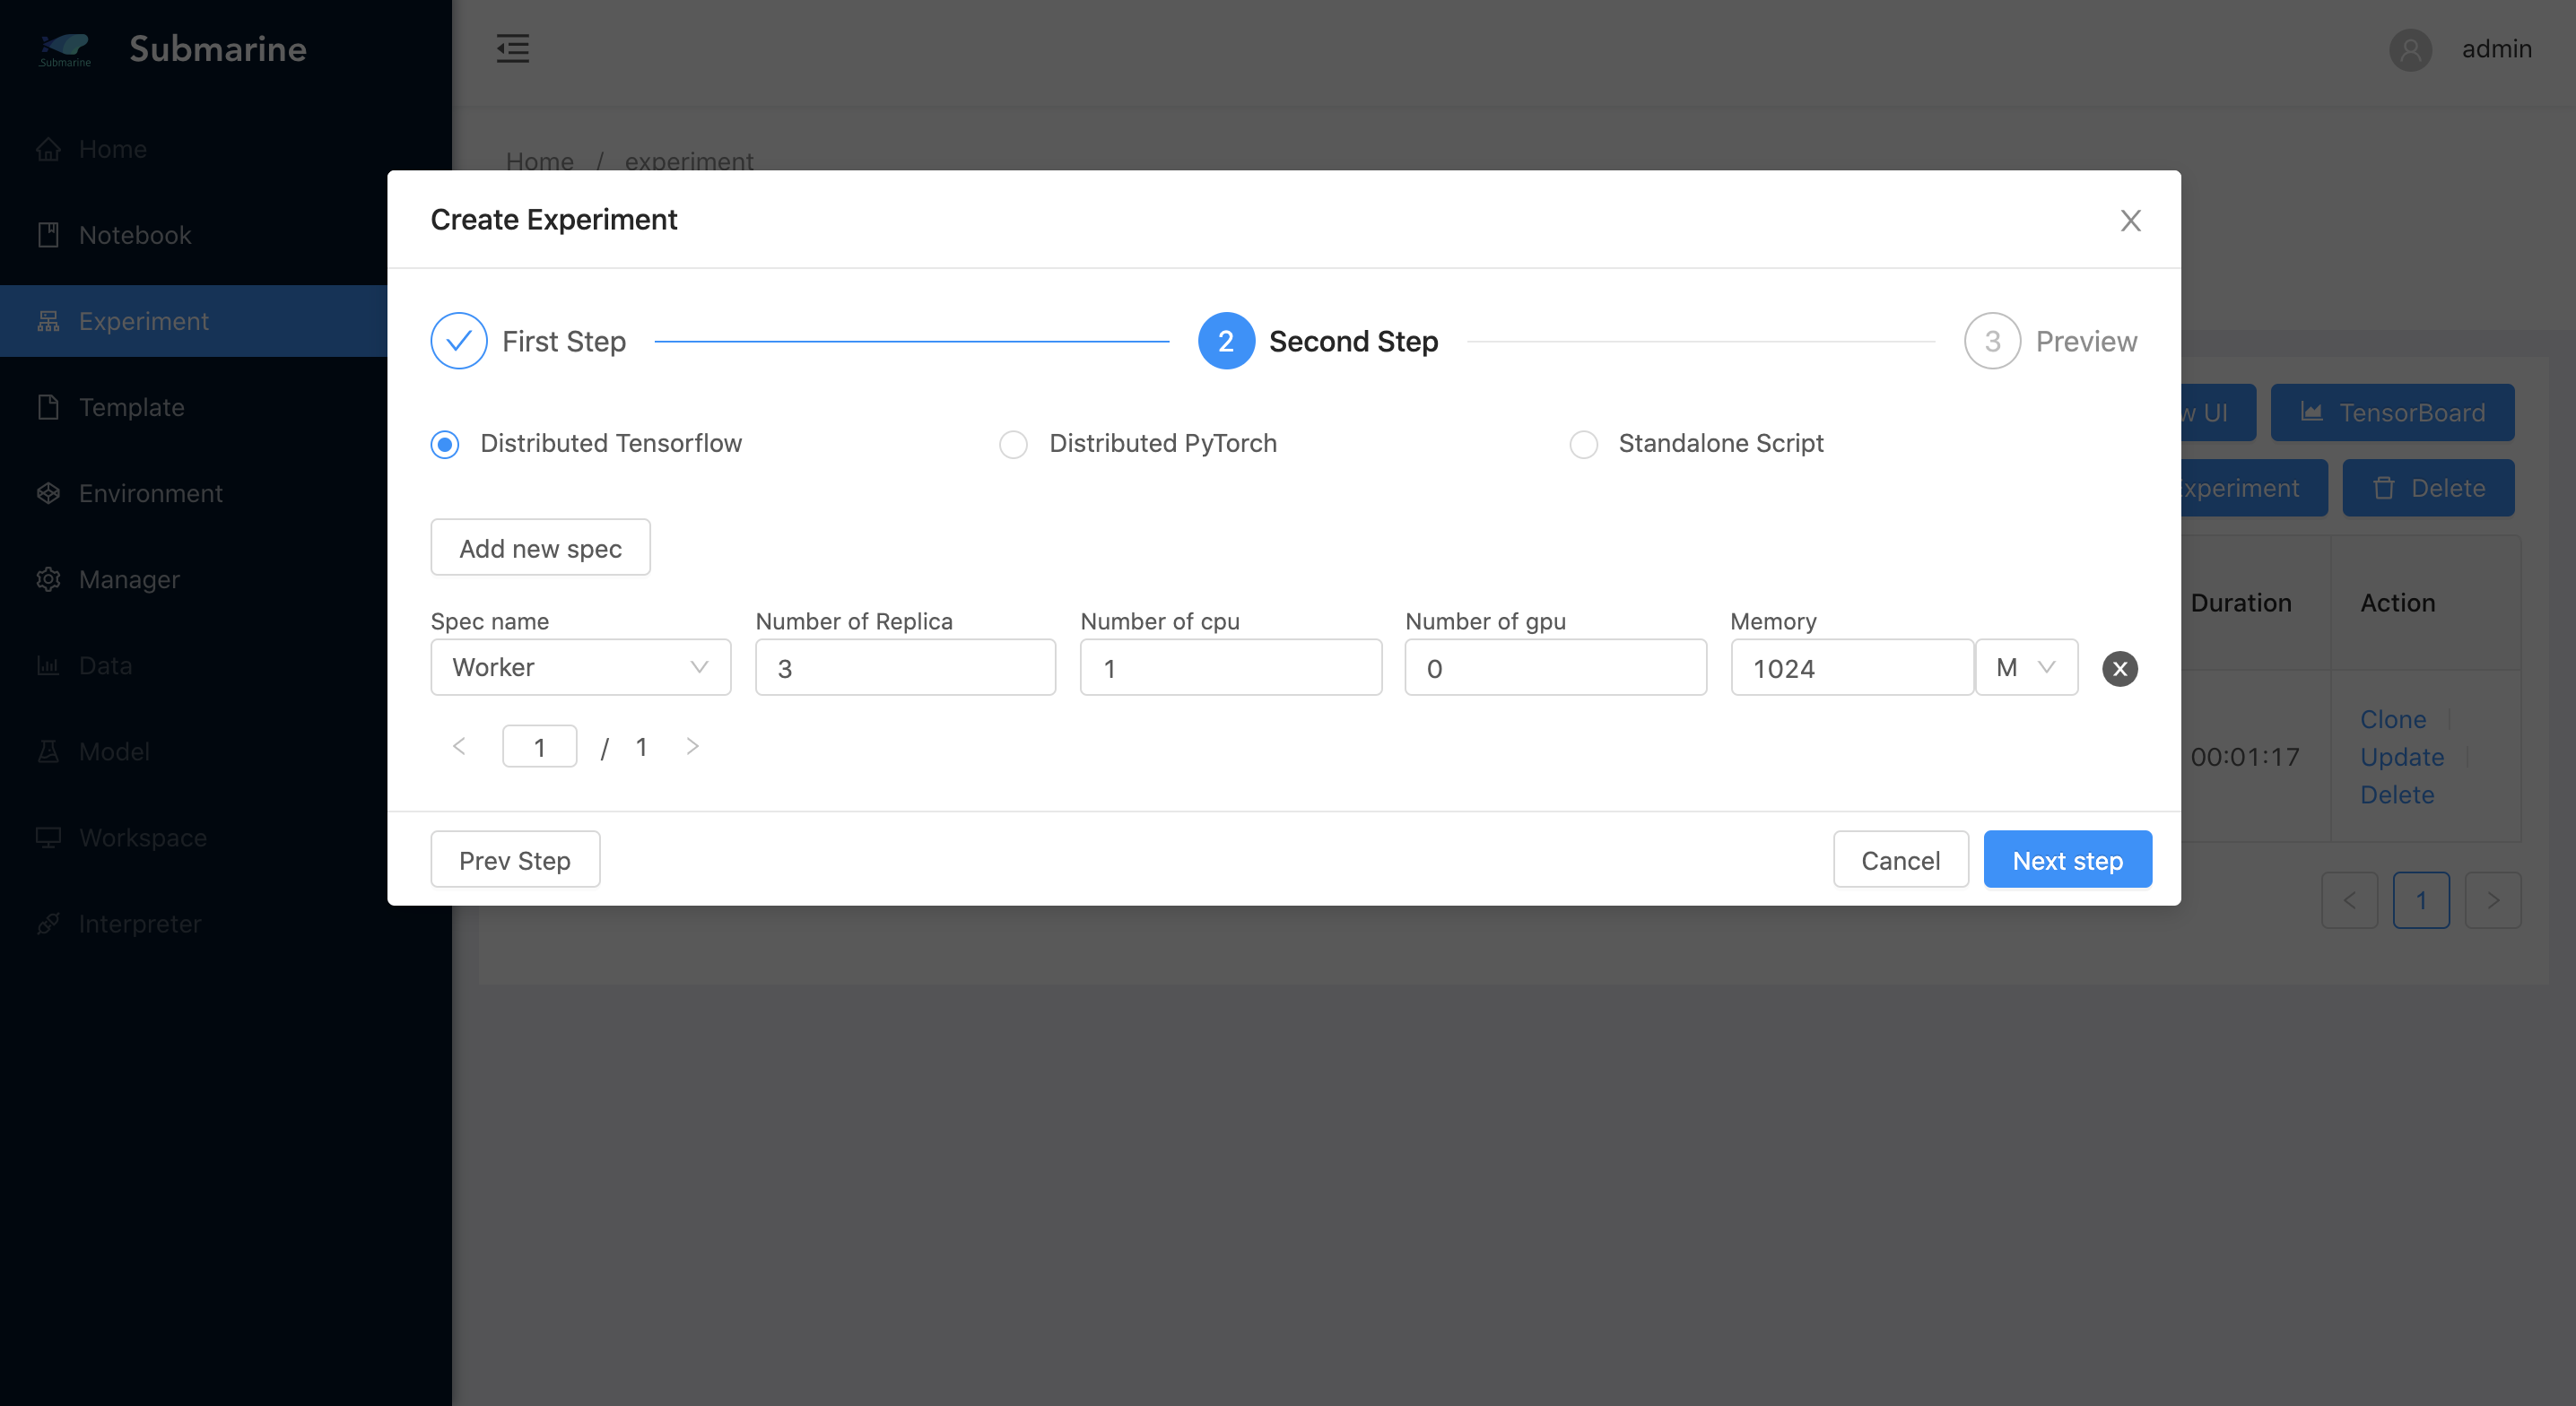 Submarine
Submarine
admin
Home
Notebook
Experiment
Template
Environment
Manager
Data
Model
Workspace
Interpreter
Home / experiment
Create Experiment
First Step
2 Second Step
3 Preview
Distributed Tensorflow
Distributed PyTorch
Standalone Script
Add new spec
Spec name
Number of Replica
Number of cpu
Number of gpu
Memory
Worker
3
1
0
1024
M
1 / 1
Prev Step
Cancel
Next step
UI
TensorBoard
xperiment
Delete
Duration
Action
00:01:17
Clone
Update
Delete
1